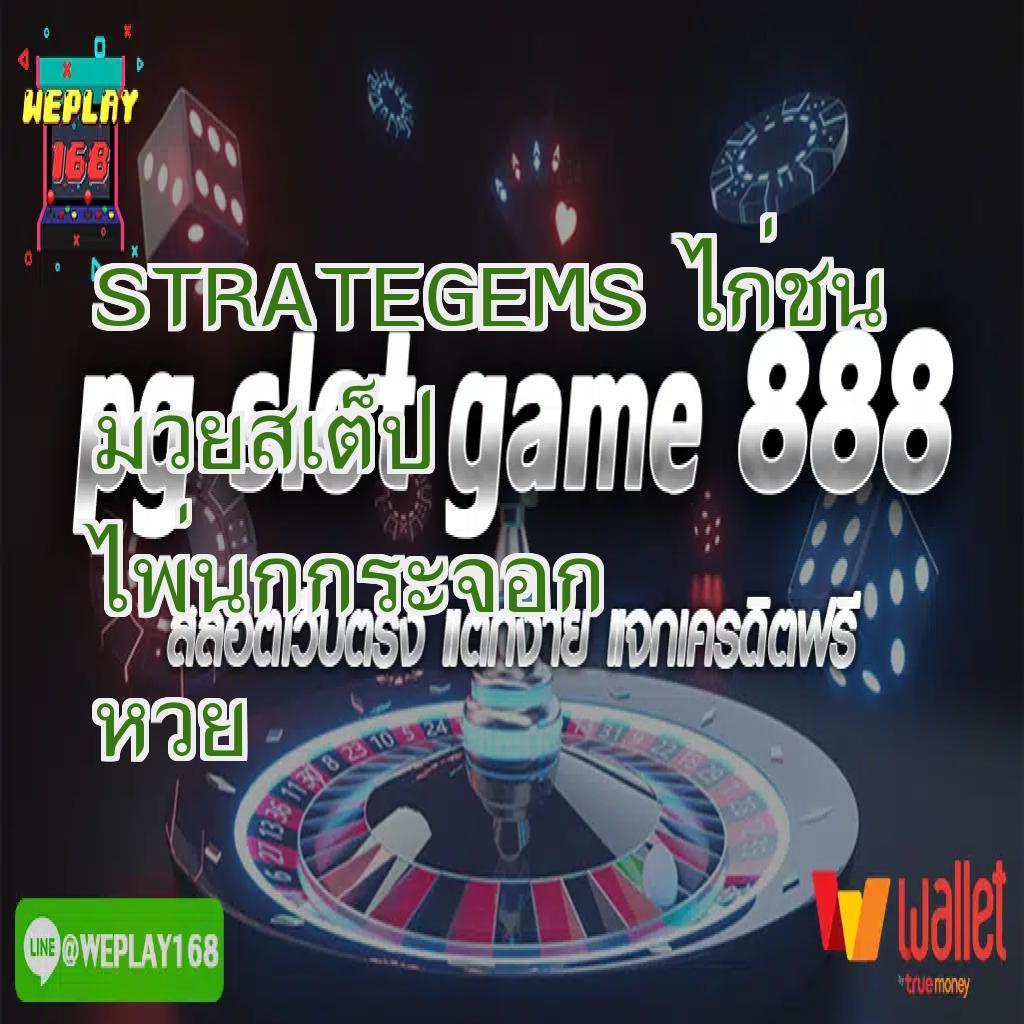 WEPLAY
168
STRATEGEMS ไก่ชน
pg slot game 888
มวยสเต็ป
ไพ่นกกระจอก
สล็อตเว็บตรง แตกง่าย แจกเครดิตฟรี
หวย
LINE @WEPLAY168
wallet
by truemoney